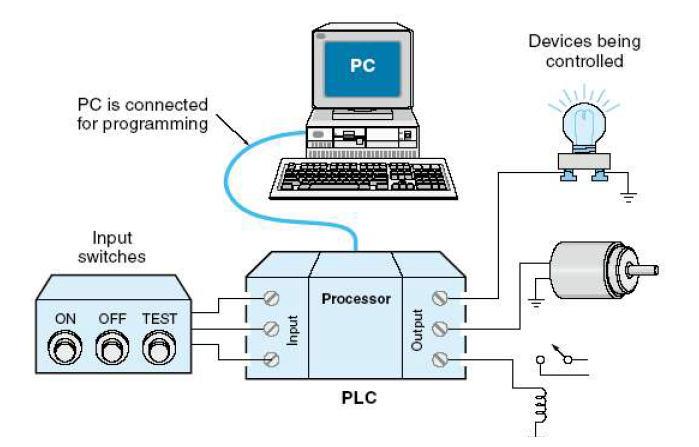 PC
Devices being
controlled
PC is connected
for programming
Input
switches
ON OFF TEST
Input
Processor
Output
PLC